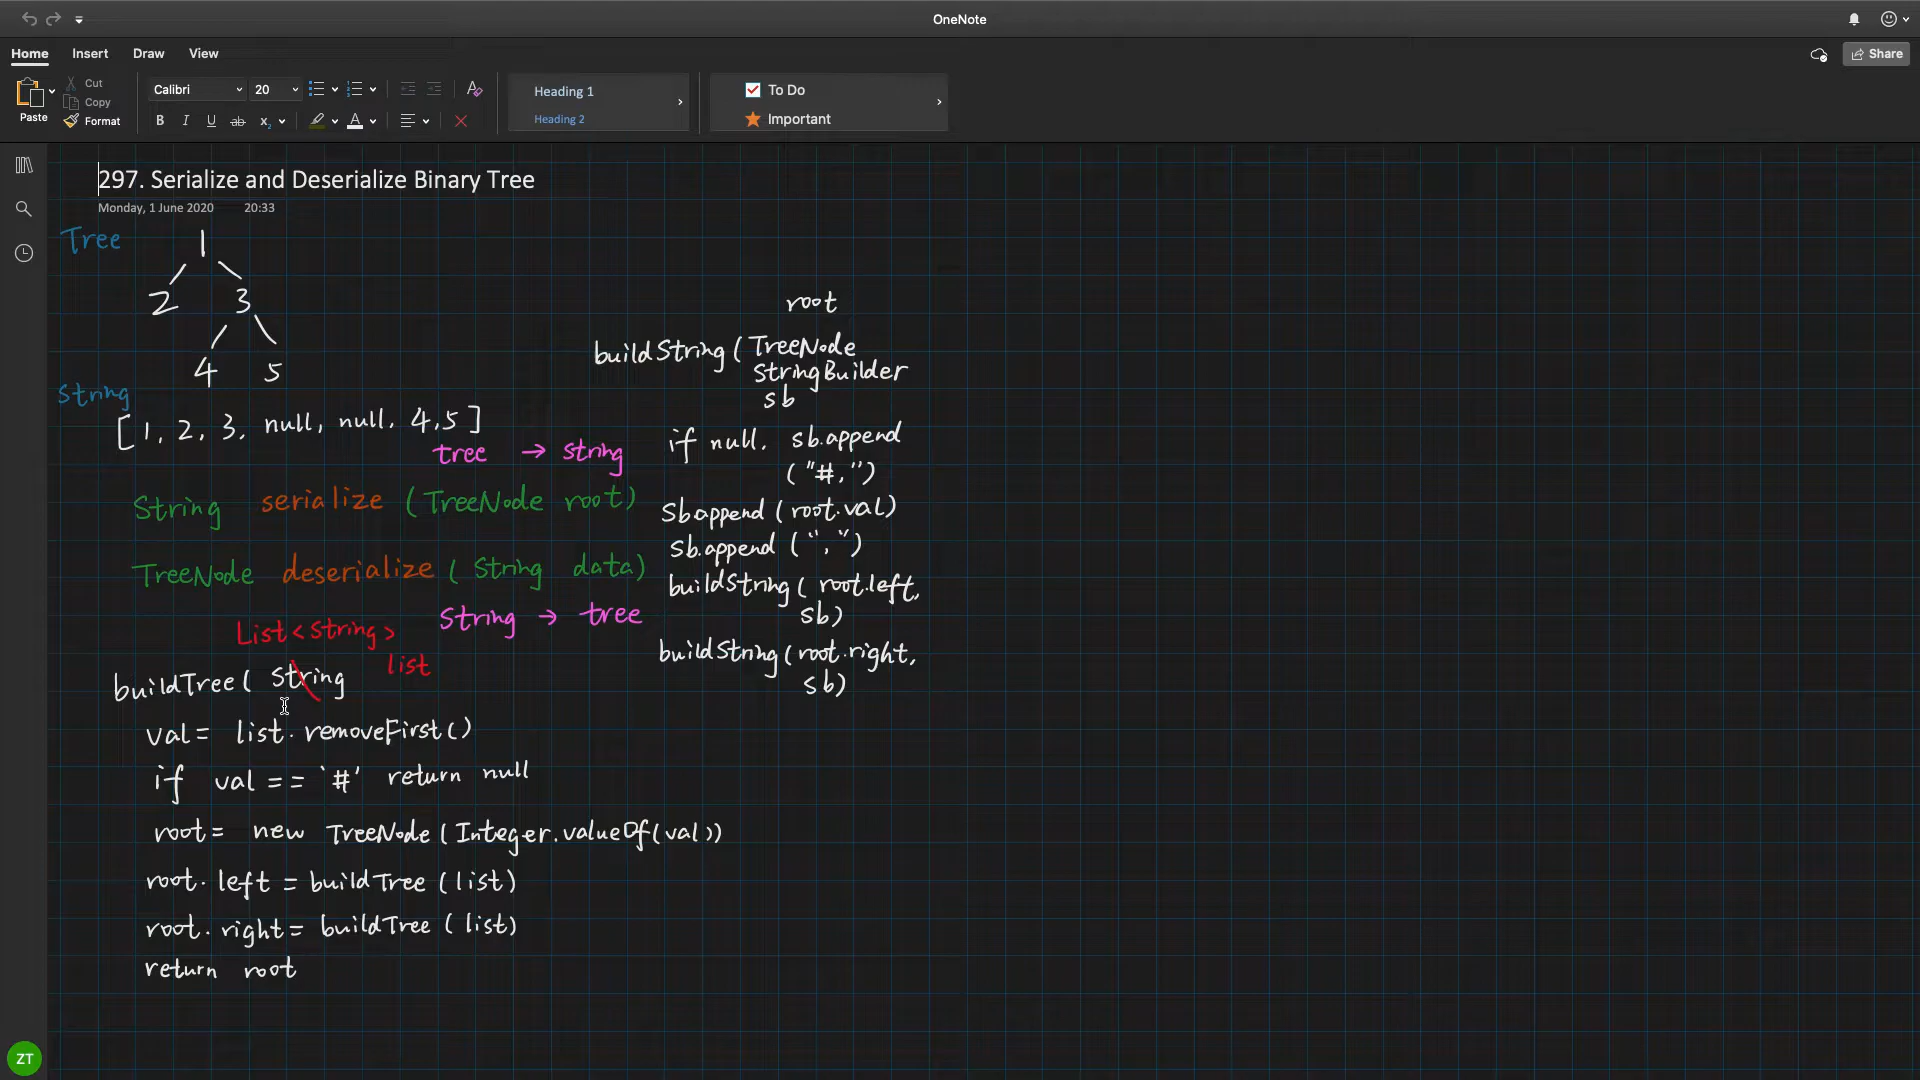 OneNote
Home Insert Draw View
Share
Paste
Cut
Copy
Format
Calibri 20
B I U ab x₂ A
Heading 1
Heading 2
To Do
Important
297. Serialize and Deserialize Binary Tree
Monday, 1 June 2020 20:33
Tree
1
2 3
4 5
String
[1, 2, 3, null, null, 4,5]
tree → string
String serialize (TreeNode root)
TreeNode deserialize ( String data)
String → tree
List<String>
list
buildTree( String
val = list. removeFirst()
if val == '#' return null
root = new TreeNode (Integer.valueOf(val))
root. left = buildTree (list)
root. right = buildTree (list)
return root
root
buildString ( TreeNode
StringBuilder
sb
if null. sb.append
("#,")
Sb append (root.val)
sb.append (",")
buildString ( root.left,
sb)
buildString (root.right,
sb)
ZT